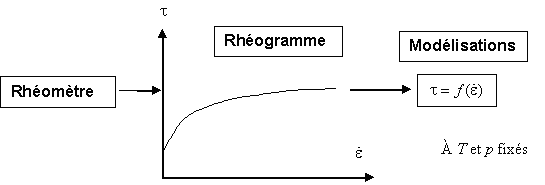 τ
Rhéogramme
Modélisations
Rhéomètre
τ = f(ε̇)
ε̇
À T et p fixés